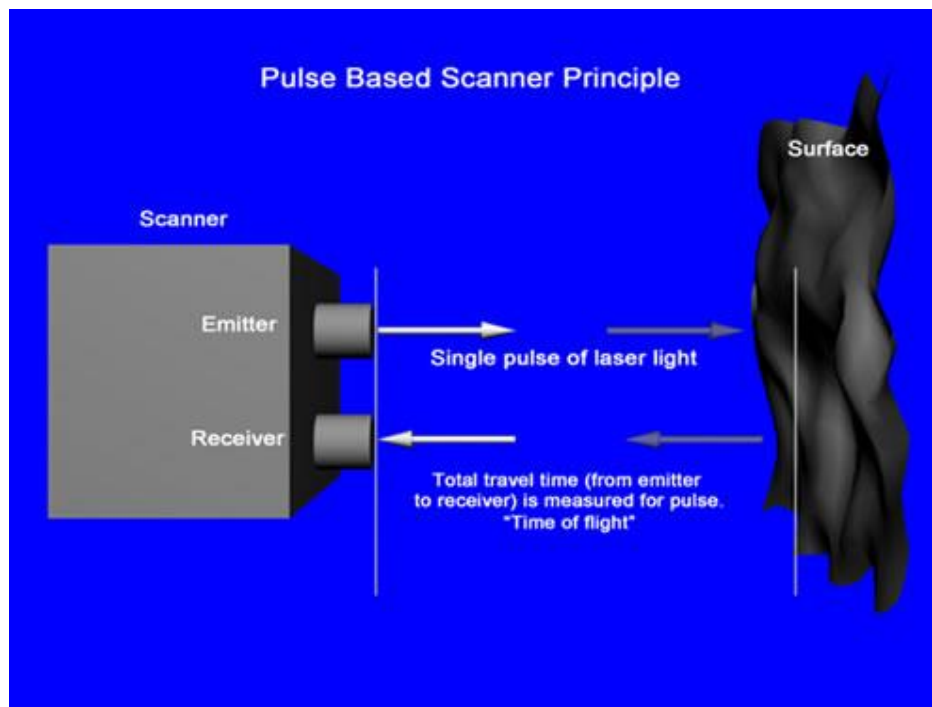 Pulse Based Scanner Principle
Surface
Scanner
Emitter
Single pulse of laser light
Receiver
Total travel time (from emitter
to receiver) is measured for pulse.
"Time of flight"